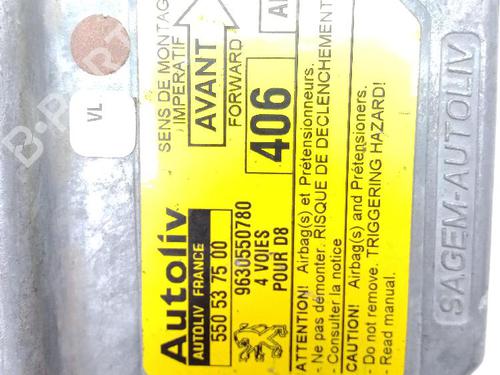 VL
SENS DE MONTAG
IMPERATIF
AVANT
FORWARD
406
Autoliv
AUTOLIV FRANCE
550 53 75 00
9630550780
4 VOIES
POUR D8
ATTENTION! Airbag(s) et Prétensionneurs.
- Ne pas démonter. RISQUE DE DECLENCHEMENT
- Consulter la notice
CAUTION! Airbag(s) and Pretensioners.
- Do not remove. TRIGGERING HAZARD!
- Read manual.
SAGEM-AUTOLIV